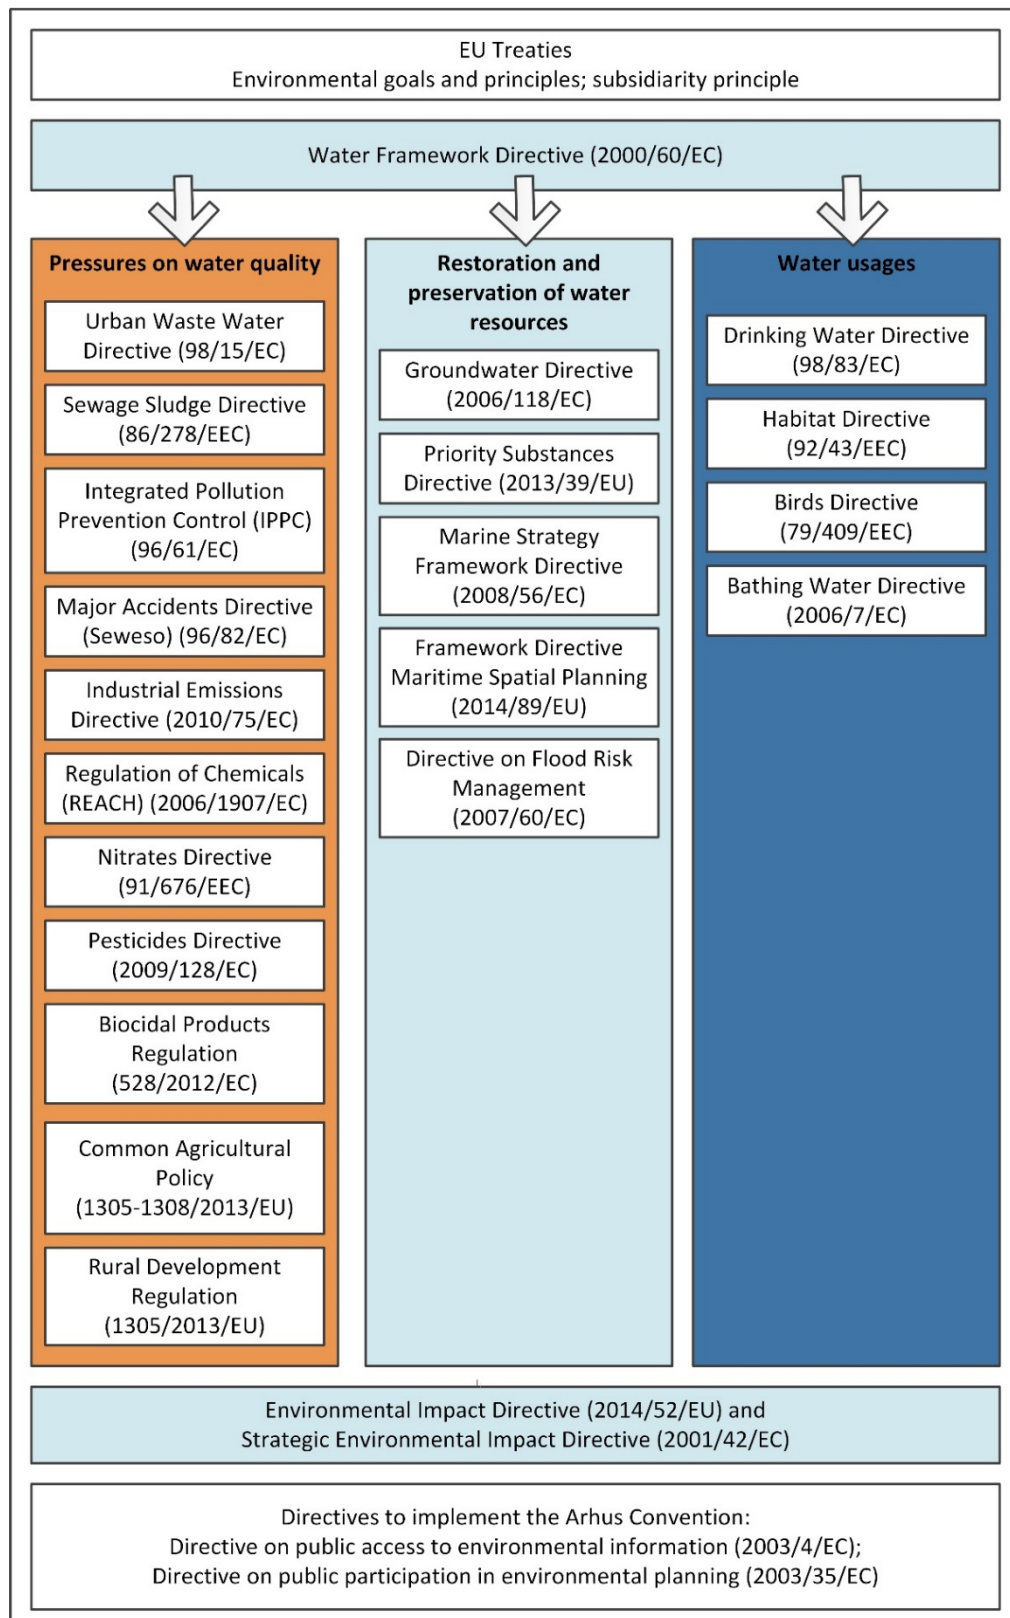 EU Treaties
Environmental goals and principles; subsidiarity principle
Water Framework Directive (2000/60/EC)
Pressures on water quality
Urban Waste Water
Directive (98/15/EC)
Sewage Sludge Directive
(86/278/EEC)
Integrated Pollution
Prevention Control (IPPC)
(96/61/EC)
Major Accidents Directive
(Seweso) (96/82/EC)
Industrial Emissions
Directive (2010/75/EC)
Regulation of Chemicals
(REACH) (2006/1907/EC)
Nitrates Directive
(91/676/EEC)
Pesticides Directive
(2009/128/EC)
Biocidal Products
Regulation
(528/2012/EC)
Common Agricultural
Policy
(1305-1308/2013/EU)
Rural Development
Regulation
(1305/2013/EU)
Restoration and
preservation of water
resources
Groundwater Directive
(2006/118/EC)
Priority Substances
Directive (2013/39/EU)
Marine Strategy
Framework Directive
(2008/56/EC)
Framework Directive
Maritime Spatial Planning
(2014/89/EU)
Directive on Flood Risk
Management
(2007/60/EC)
Water usages
Drinking Water Directive
(98/83/EC)
Habitat Directive
(92/43/EEC)
Birds Directive
(79/409/EEC)
Bathing Water Directive
(2006/7/EC)
Environmental Impact Directive (2014/52/EU) and
Strategic Environmental Impact Directive (2001/42/EC)
Directives to implement the Arhus Convention:
Directive on public access to environmental information (2003/4/EC);
Directive on public participation in environmental planning (2003/35/EC)